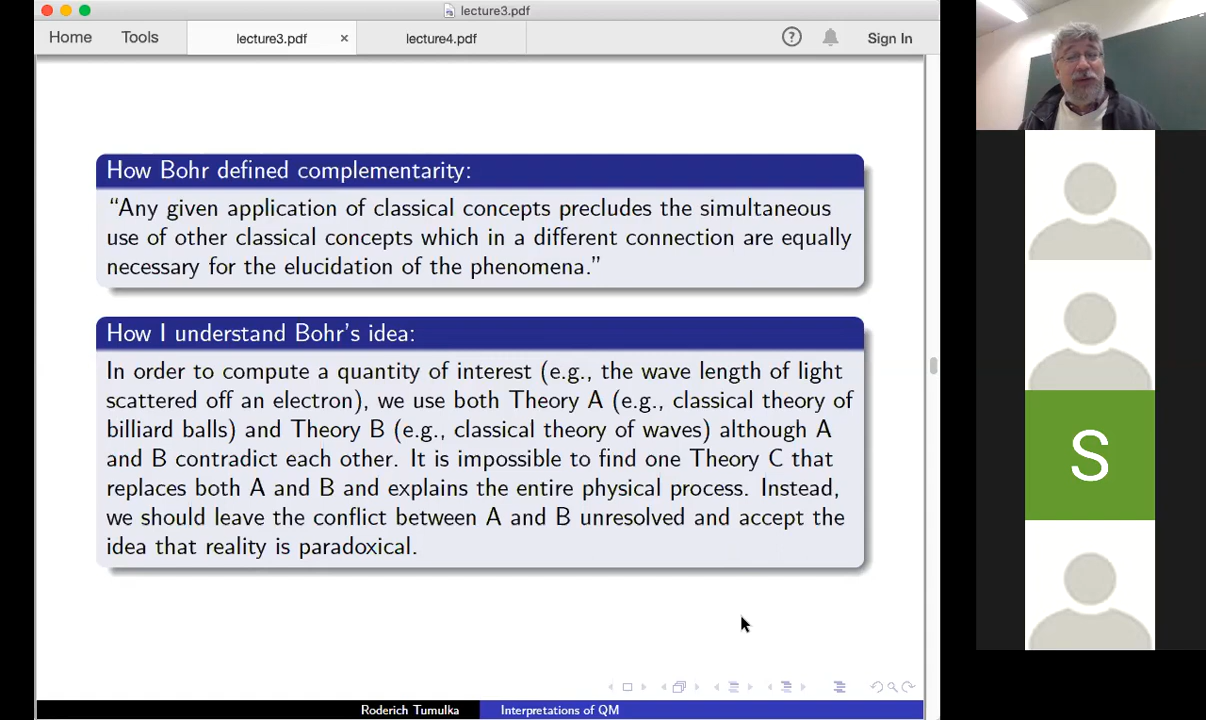 lecture3.pdf
Home Tools lecture3.pdf × lecture4.pdf ? Sign In
How Bohr defined complementarity:
“Any given application of classical concepts precludes the simultaneous
use of other classical concepts which in a different connection are equally
necessary for the elucidation of the phenomena.”
How I understand Bohr’s idea:
In order to compute a quantity of interest (e.g., the wave length of light
scattered off an electron), we use both Theory A (e.g., classical theory of
billiard balls) and Theory B (e.g., classical theory of waves) although A
and B contradict each other. It is impossible to find one Theory C that
replaces both A and B and explains the entire physical process. Instead,
we should leave the conflict between A and B unresolved and accept the
idea that reality is paradoxical.
S
Roderich Tumulka Interpretations of QM